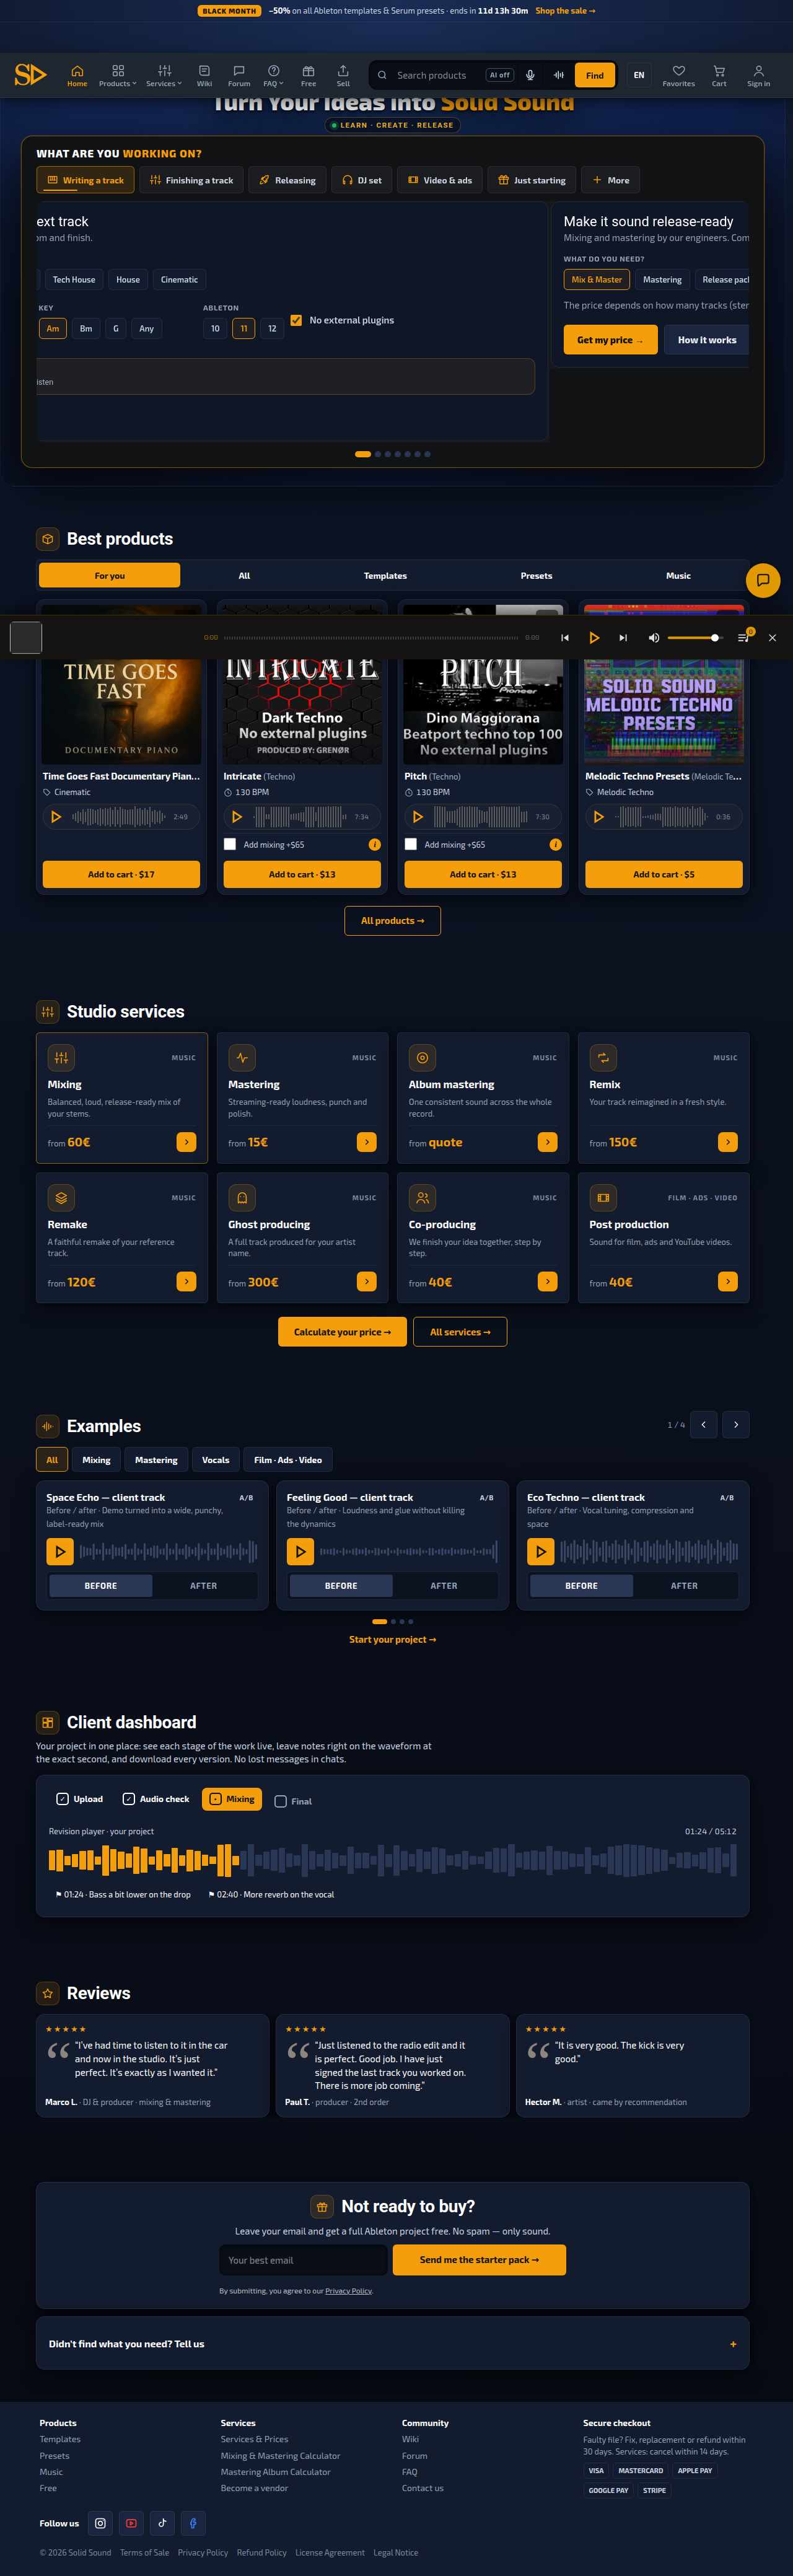 BLACK MONTH –50% on all Ableton templates & Serum presets · ends in 11d 13h 30m Shop the sale →
Home Products Services Wiki Forum FAQ Free Sell Search products AI off Find EN Favorites Cart Sign in
Turn Your Ideas into Solid Sound
LEARN · CREATE · RELEASE
WHAT ARE YOU WORKING ON?
Writing a track Finishing a track Releasing DJ set Video & ads Just starting More
ext track
om and finish.
Tech House House Cinematic
KEY ABLETON
Am Bm G Any 10 11 12 No external plugins
isten
Make it sound release-ready
Mixing and mastering by our engineers. Com
WHAT DO YOU NEED?
Mix & Master Mastering Release pack
The price depends on how many tracks (ster
Get my price → How it works
Best products
For you All Templates Presets Music
0:00 0:00 0
TIME GOES FAST
DOCUMENTARY PIANO
INTRICATE
Dark Techno
No external plugins
PRODUCED BY: GRENØR
PITCH
Pioneer
Dino Maggiorana
Beatport techno top 100
No external plugins
SOLID SOUND
MELODIC TECHNO
PRESETS
Time Goes Fast Documentary Pian...
Cinematic
2:49
Add to cart · $17
Intricate (Techno)
130 BPM
7:34
Add mixing +$65
Add to cart · $13
Pitch (Techno)
130 BPM
7:30
Add mixing +$65
Add to cart · $13
Melodic Techno Presets (Melodic Te...
Melodic Techno
0:36
Add to cart · $5
All products →
Studio services
MUSIC
Mixing
Balanced, loud, release-ready mix of
your stems.
from 60€
MUSIC
Mastering
Streaming-ready loudness, punch and
polish.
from 15€
MUSIC
Album mastering
One consistent sound across the whole
record.
from quote
MUSIC
Remix
Your track reimagined in a fresh style.
from 150€
MUSIC
Remake
A faithful remake of your reference
track.
from 120€
MUSIC
Ghost producing
A full track produced for your artist
name.
from 300€
MUSIC
Co-producing
We finish your idea together, step by
step.
from 40€
FILM · ADS · VIDEO
Post production
Sound for film, ads and YouTube videos.
from 40€
Calculate your price → All services →
Examples
1 / 4
All Mixing Mastering Vocals Film · Ads · Video
Space Echo — client track A/B
Before / after · Demo turned into a wide, punchy,
label-ready mix
BEFORE AFTER
Feeling Good — client track A/B
Before / after · Loudness and glue without killing
the dynamics
BEFORE AFTER
Eco Techno — client track A/B
Before / after · Vocal tuning, compression and
space
BEFORE AFTER
Start your project →
Client dashboard
Your project in one place: see each stage of the work live, leave notes right on the waveform at
the exact second, and download every version. No lost messages in chats.
Upload Audio check Mixing Final
Revision player · your project 01:24 / 05:12
01:24 · Bass a bit lower on the drop 02:40 · More reverb on the vocal
Reviews
★★★★★
“I’ve had time to listen to it in the car
and now in the studio. It’s just
perfect. It’s exactly as I wanted it.”
Marco L. · DJ & producer · mixing & mastering
★★★★★
“Just listened to the radio edit and it
is perfect. Good job. I have just
signed the last track you worked on.
There is more job coming.”
Paul T. · producer · 2nd order
★★★★★
“It is very good. The kick is very
good.”
Hector M. · artist · came by recommendation
Not ready to buy?
Leave your email and get a full Ableton project free. No spam — only sound.
Your best email Send me the starter pack →
By submitting, you agree to our Privacy Policy.
Didn’t find what you need? Tell us +
Products
Templates
Presets
Music
Free
Services
Services & Prices
Mixing & Mastering Calculator
Mastering Album Calculator
Become a vendor
Community
Wiki
Forum
FAQ
Contact us
Secure checkout
Faulty file? Fix, replacement or refund within
30 days. Services: cancel within 14 days.
VISA MASTERCARD APPLE PAY
GOOGLE PAY STRIPE
Follow us
© 2026 Solid Sound Terms of Sale Privacy Policy Refund Policy License Agreement Legal Notice